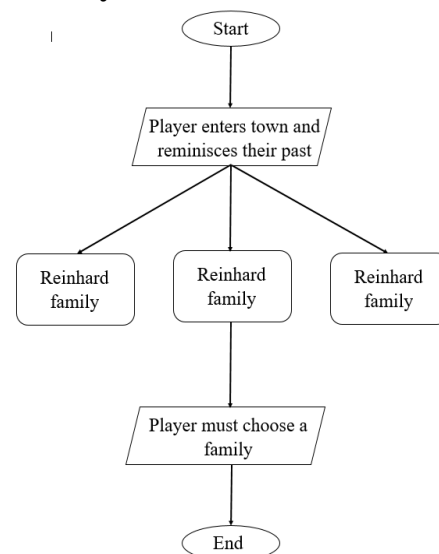 Start
Player enters town and
reminisces their past
Reinhard
family
Reinhard
family
Reinhard
family
Player must choose a
family
End